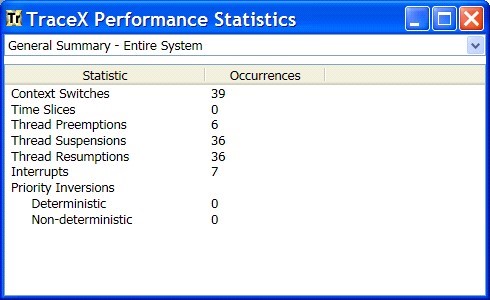 TraceX Performance Statistics
General Summary - Entire System
Statistic Occurrences
Context Switches 39
Time Slices 0
Thread Preemptions 6
Thread Suspensions 36
Thread Resumptions 36
Interrupts 7
Priority Inversions
Deterministic 0
Non-deterministic 0